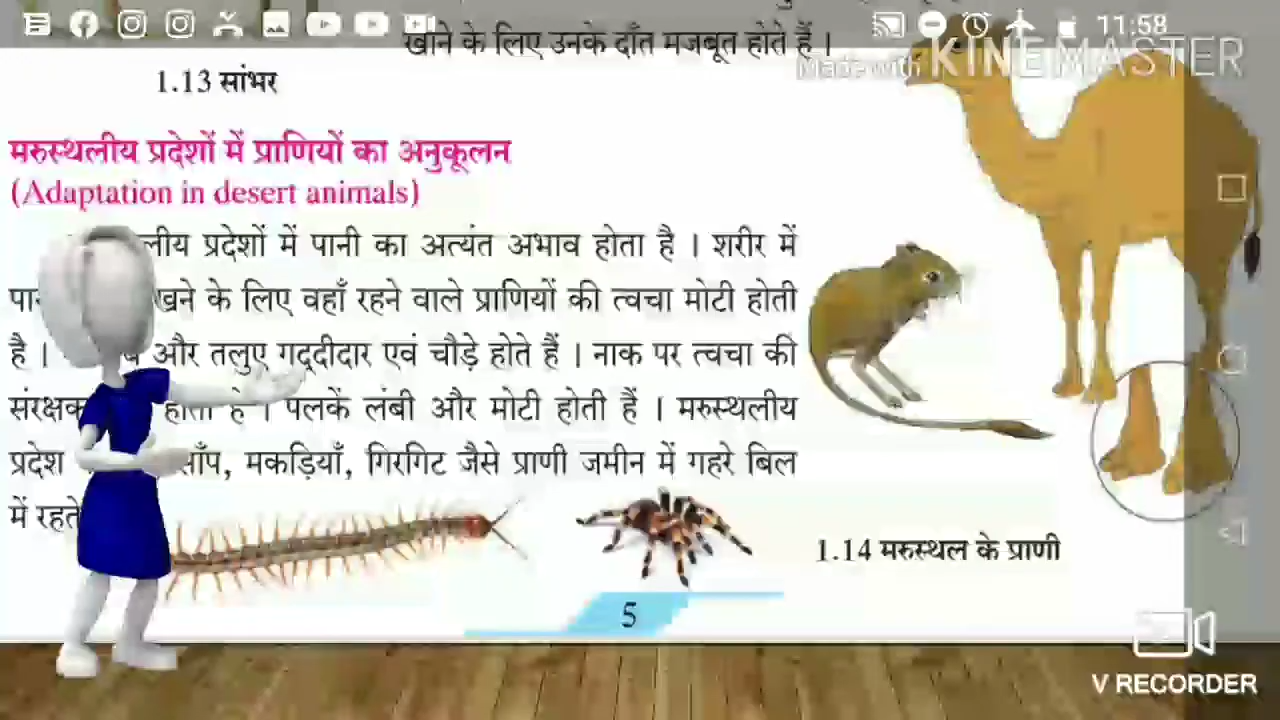 11:58
खाने के लिए उनके दाँत मजबूत होते हैं ।
Made with KINEMASTER
1.13 सांभर
मरुस्थलीय प्रदेशों में प्राणियों का अनुकूलन
(Adaptation in desert animals)
लीय प्रदेशों में पानी का अत्यंत अभाव होता है । शरीर में
खने के लिए वहाँ रहने वाले प्राणियों की त्वचा मोटी होती
है । और तलुए गद्दीदार एवं चौड़े होते हैं । नाक पर त्वचा की
संरक्षक होती है । पलकें लंबी और मोटी होती हैं । मरुस्थलीय
प्रदेश साँप, मकड़ियाँ, गिरगिट जैसे प्राणी जमीन में गहरे बिल
में रहते
1.14 मरुस्थल के प्राणी
5
V RECORDER